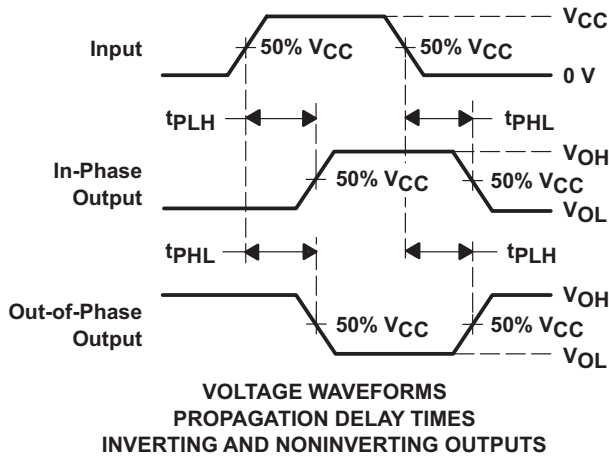 VCC
Input
50% VCC
50% VCC
0 V
tPLH
tPHL
In-Phase
Output
VOH
50% VCC
50% VCC
VOL
tPHL
tPLH
Out-of-Phase
Output
VOH
50% VCC
50% VCC
VOL
VOLTAGE WAVEFORMS
PROPAGATION DELAY TIMES
INVERTING AND NONINVERTING OUTPUTS